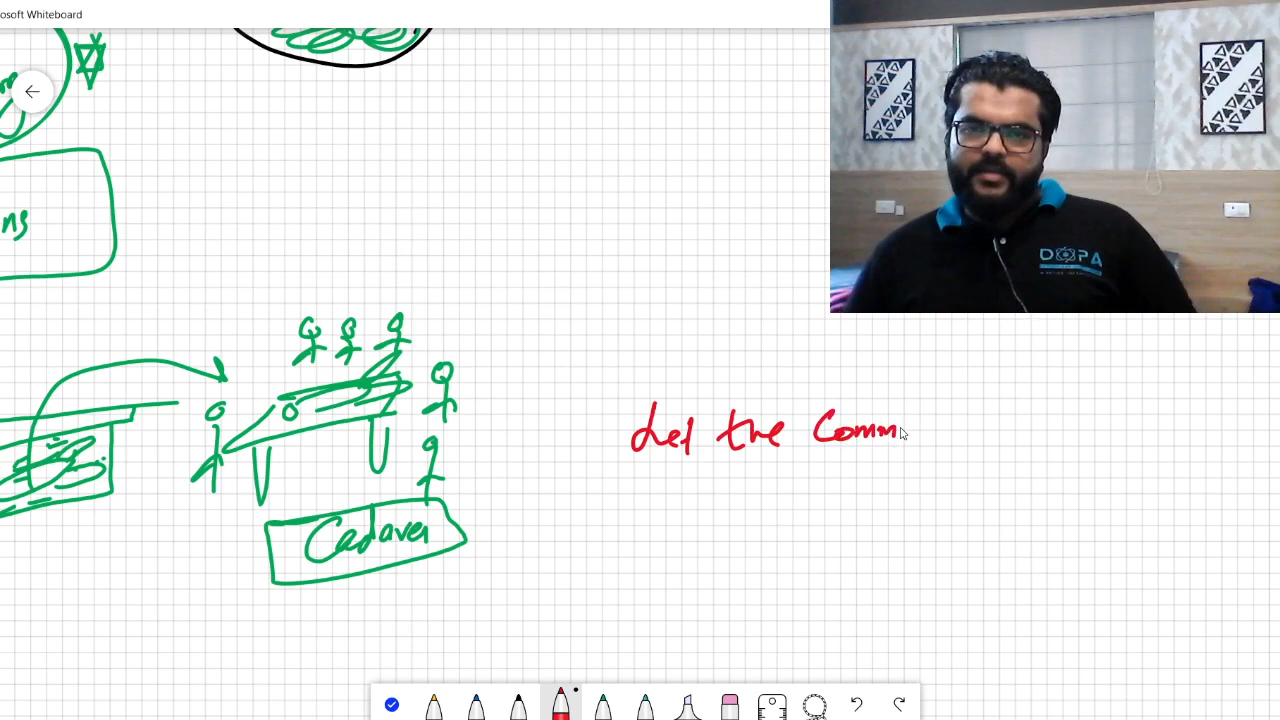 osoft Whiteboard
DOPA
ns
Let the Comm
Cadaver